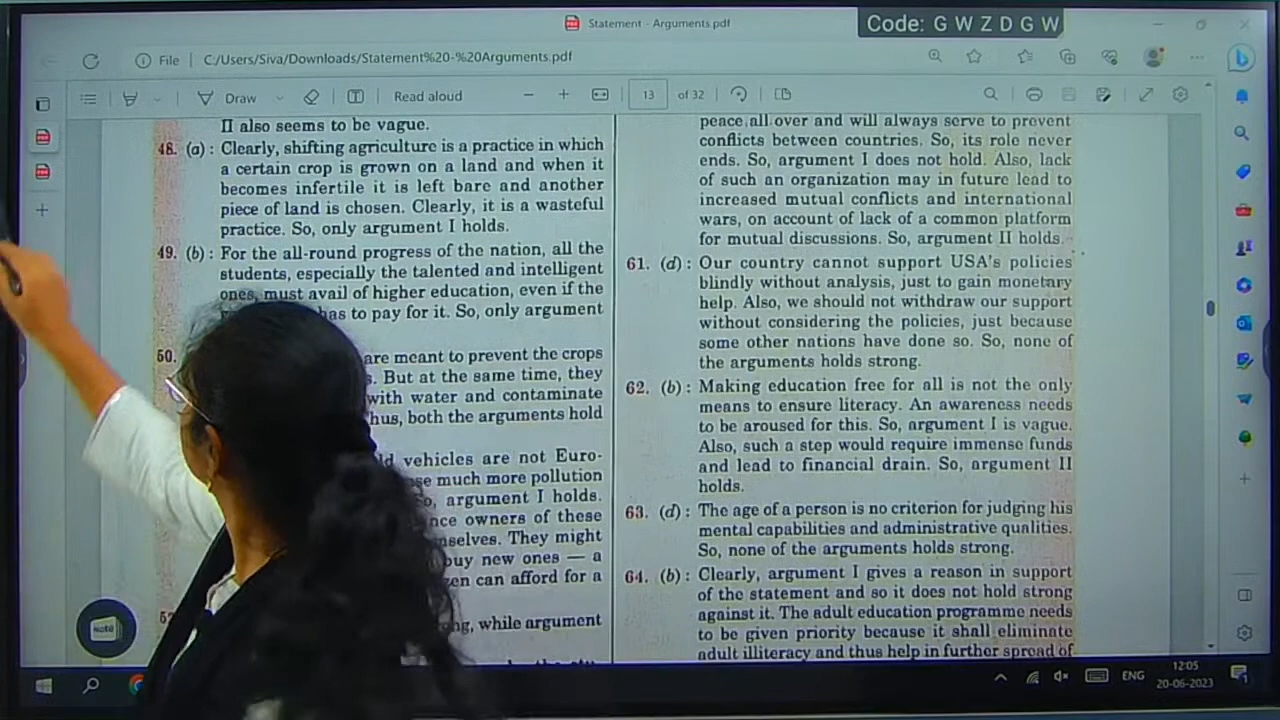 Statement - Arguments.pdf
Code: G W Z D G W
File
C:/Users/Siva/Downloads/Statement%20-%20Arguments.pdf
Draw
Read aloud
13
of 32
II also seems to be vague.
48. (a) : Clearly, shifting agriculture is a practice in which
a certain crop is grown on a land and when it
becomes infertile it is left bare and another
piece of land is chosen. Clearly, it is a wasteful
practice. So, only argument I holds.
49. (b) : For the all-round progress of the nation, all the
students, especially the talented and intelligent
ones, must avail of higher education, even if the
has to pay for it. So, only argument
50.
are meant to prevent the crops
But at the same time, they
with water and contaminate
both the arguments hold
vehicles are not Euro-
much more pollution
argument I holds.
owners of these
They might
buy new ones — a
can afford for a
while argument
peace all over and will always serve to prevent
conflicts between countries. So, its role never
ends. So, argument I does not hold. Also, lack
of such an organization may in future lead to
increased mutual conflicts and international
wars, on account of lack of a common platform
for mutual discussions. So, argument II holds.
61. (d) : Our country cannot support USA's policies
blindly without analysis, just to gain monetary
help. Also, we should not withdraw our support
without considering the policies, just because
some other nations have done so. So, none of
the arguments holds strong.
62. (b) : Making education free for all is not the only
means to ensure literacy. An awareness needs
to be aroused for this. So, argument I is vague.
Also, such a step would require immense funds
and lead to financial drain. So, argument II
holds.
63. (d) : The age of a person is no criterion for judging his
mental capabilities and administrative qualities.
So, none of the arguments holds strong.
64. (b) : Clearly, argument I gives a reason in support
of the statement and so it does not hold strong
against it. The adult education programme needs
to be given priority because it shall eliminate
adult illiteracy and thus help in further spread of
Note
ENG
12:05
20-06-2023